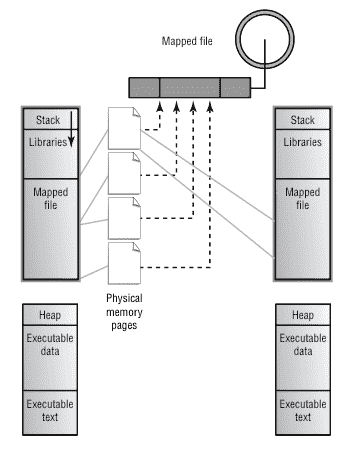 Mapped file
Stack
Libraries
Mapped
file
Heap
Executable
data
Executable
text
Physical
memory
pages
Stack
Libraries
Mapped
file
Heap
Executable
data
Executable
text